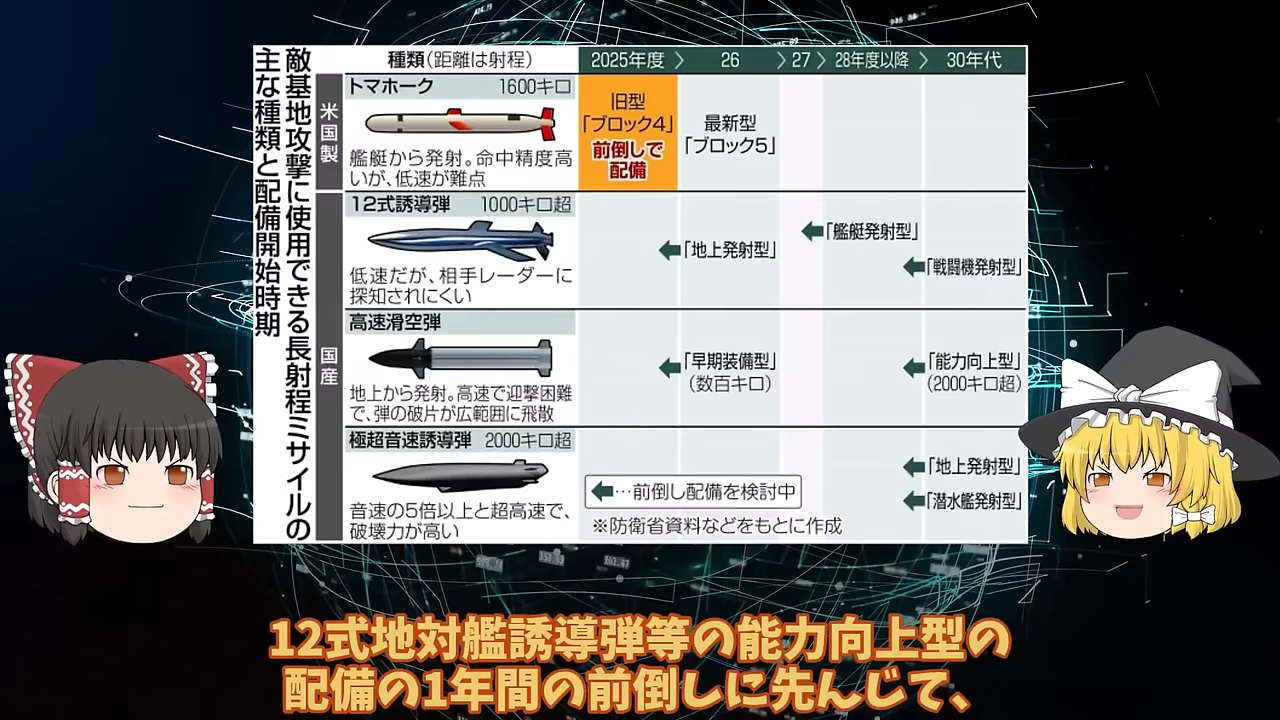 敵基地攻撃に使用できる長射程ミサイルの
主な種類と配備開始時期
種類(距離は射程)
2025年度 > 26 > 27 > 28年度以降 > 30年代
米国製
トマホーク 1600キロ
艦艇から発射。命中精度高
いが、低速が難点
旧型
「ブロック4」
前倒しで
配備
最新型
「ブロック5」
国産
12式誘導弾 1000キロ超
低速だが、相手レーダーに
探知されにくい
←「地上発射型」
←「艦艇発射型」
←「戦闘機発射型」
高速滑空弾
地上から発射。高速で迎撃困難
で、弾の破片が広範囲に飛散
←「早期装備型」
(数百キロ)
←「能力向上型」
(2000キロ超)
極超音速誘導弾 2000キロ超
音速の5倍以上と超高速で、
破壊力が高い
←「地上発射型」
←「潜水艦発射型」
←…前倒し配備を検討中
※防衛省資料などをもとに作成
12式地対艦誘導弾等の能力向上型の
配備の1年間の前倒しに先んじて、